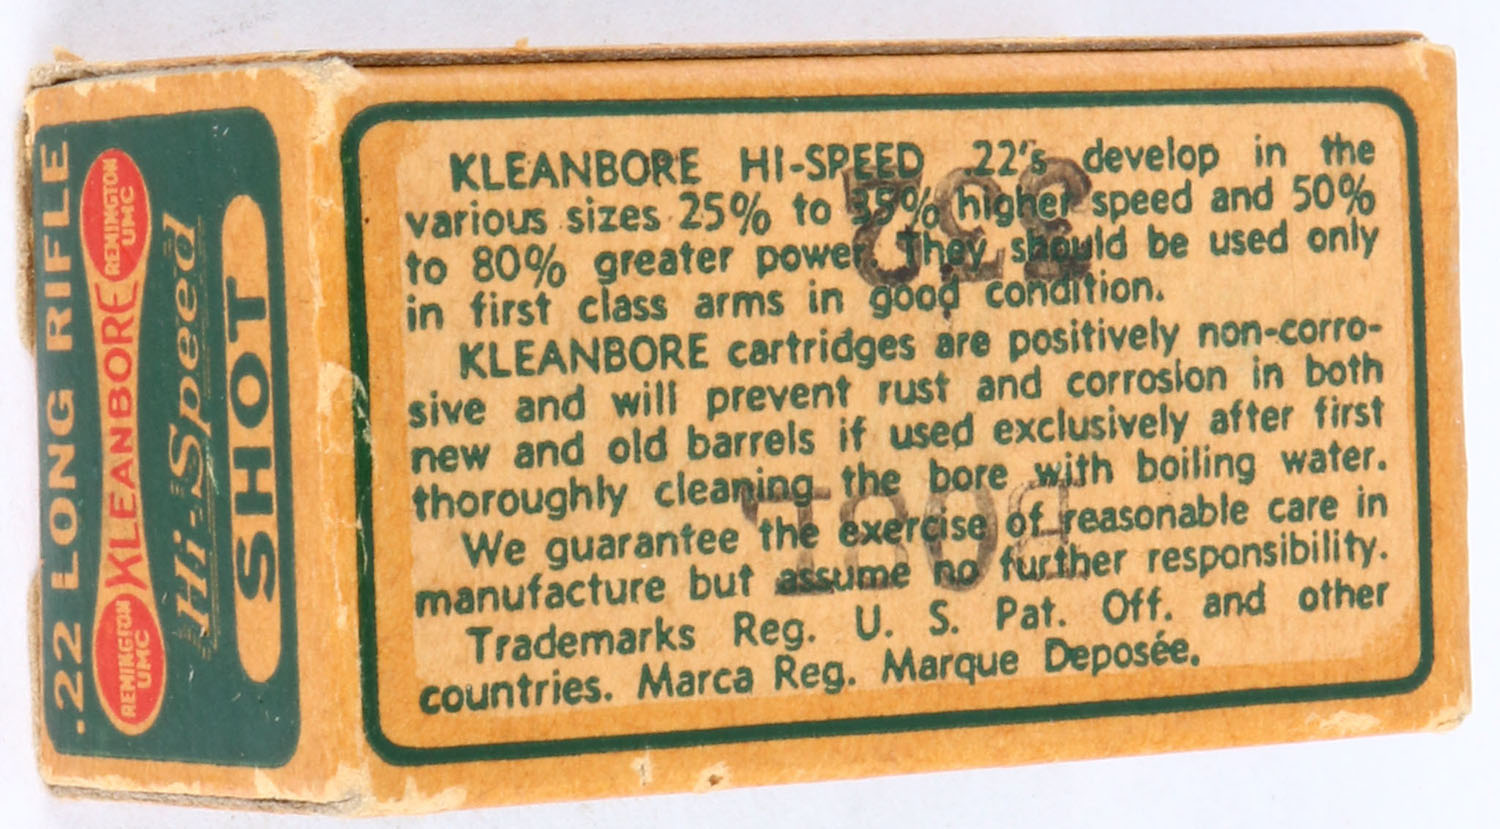 .22 LONG RIFLE
REMINGTON
UMC
KLEANBORE
REMINGTON
UMC
Hi-Speed
SHOT
KLEANBORE HI-SPEED .22's develop in the
various sizes 25% to 35% higher speed and 50%
to 80% greater power. They should be used only
in first class arms in good condition.
KLEANBORE cartridges are positively non-corro-
sive and will prevent rust and corrosion in both
new and old barrels if used exclusively after first
thoroughly cleaning the bore with boiling water.
We guarantee the exercise of reasonable care in
manufacture but assume no further responsibility.
Trademarks Reg. U. S. Pat. Off. and other
countries. Marca Reg. Marque Deposée.